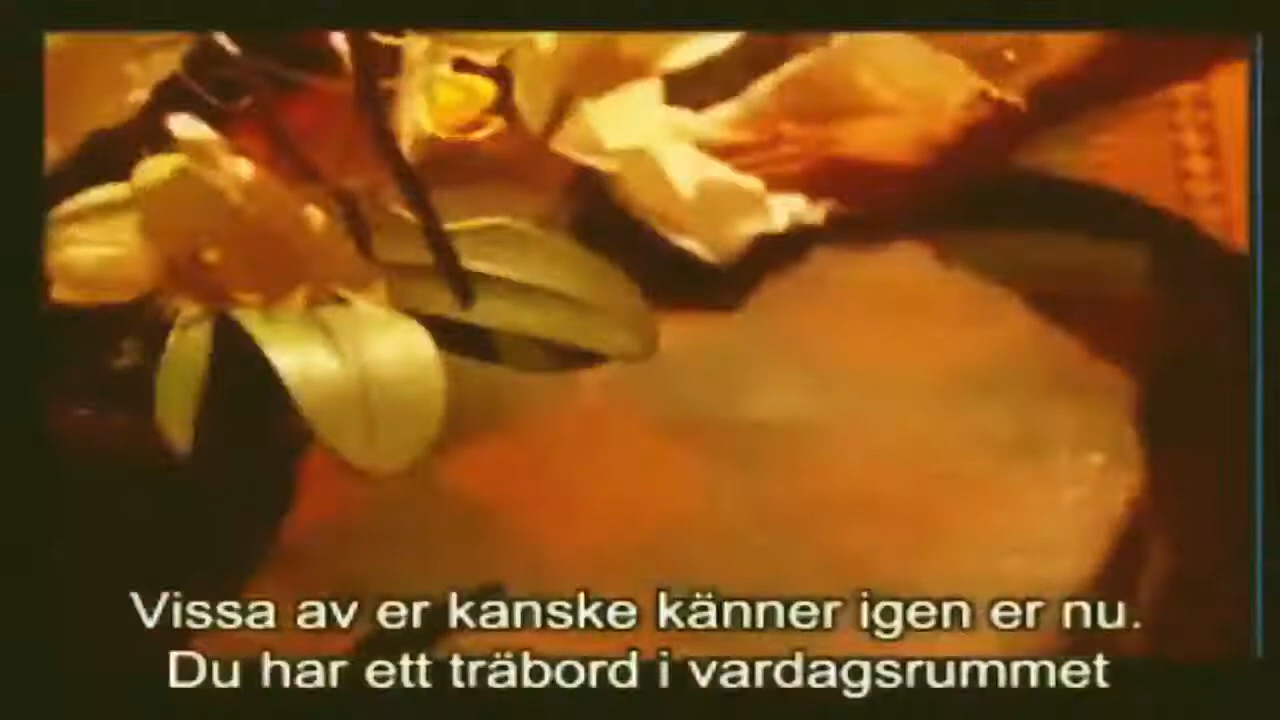 Vissa av er kanske känner igen er nu.
Du har ett träbord i vardagsrummet